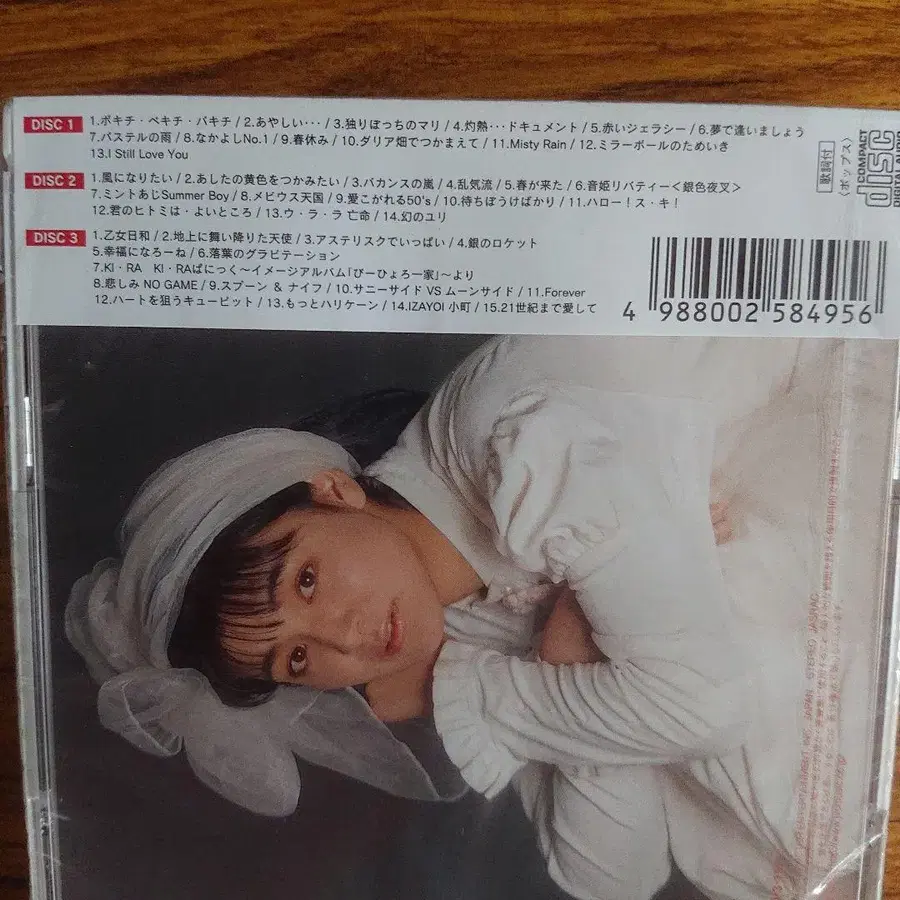 DISC 1
1.ポキチ・ペキチ・パキチ / 2.あやしい… / 3.独りぼっちのマリ / 4.灼熱…ドキュメント / 5.赤いジェラシー / 6.夢で逢いましょう
7.パステルの雨 / 8.なかよしNo.1 / 9.春休み / 10.ダリア畑でつかまえて / 11.Misty Rain / 12.ミラーボールのためいき
13.I Still Love You
DISC 2
1.風になりたい / 2.あしたの黄色をつかみたい / 3.バカンスの嵐 / 4.乱気流 / 5.春が来た / 6.音姫リバティー＜銀色夜叉＞
7.ミントあじSummer Boy / 8.メビウス天国 / 9.愛こがれる50's / 10.待ちぼうけばかり / 11.ハロー！ス・キ！
12.君のヒトミは・よいところ / 13.ウ・ラ・ラ 亡命 / 14.幻のユリ
DISC 3
1.乙女日和 / 2.地上に舞い降りた天使 / 3.アステリスクでいっぱい / 4.銀のロケット
5.幸福になろーね / 6.落葉のグラビテーション
7.KI・RA KI・RAぱにっく〜イメージアルバム「ぴーひょろ一家」〜より
8.悲しみ NO GAME / 9.スプーン ＆ ナイフ / 10.サニーサイド VS ムーンサイド / 11.Forever
12.ハートを狙うキューピット / 13.もっとハリケーン / 14.IZAYOI 小町 / 15.21世紀まで愛して
歌詞付
〈ポップス〉
COMPACT
disc
DIGITAL AUDIO
4 988002 584956
JAPAN STEREO JASRAC